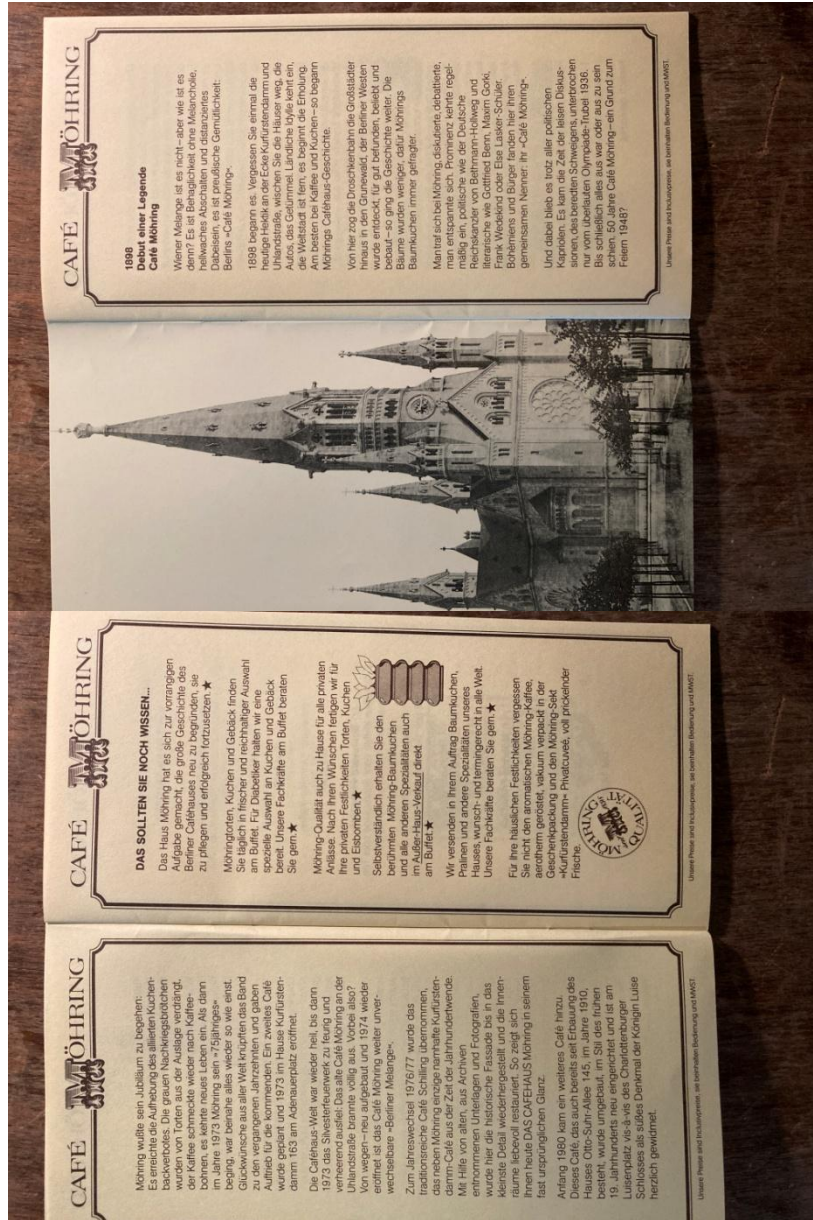 CAFÉ MÖHRING
1898
Debut einer Legende
Café Möhring
Wiener Melange ist es nicht – aber wie ist es
denn? Es ist Behaglichkeit ohne Melancholie,
hellwaches Abschalten und distanziertes
Dabeisein, es ist preußische Gemütlichkeit:
Berlins »Café Möhring«.
1898 begann es. Vergessen Sie einmal die
heutige Hektik an der Ecke Kurfürstendamm und
Uhlandstraße, wischen Sie die Häuser weg, die
Autos, das Getümmel. Ländliche Idylle kehrt ein,
die Weltstadt ist fern, es beginnt die Erholung.
Am besten bei Kaffee und Kuchen – so begann
Möhrings Caféhaus-Geschichte.
Von hier zog die Droschkenbahn die Großstädter
hinaus in den Grunewald, der Berliner Westen
wurde entdeckt, für gut befunden, beliebt und
bebaut – so ging die Geschichte weiter. Die
Bäume wurden weniger, dafür Möhrings
Baumkuchen immer gefragter.
Man traf sich bei Möhring, diskutierte, debattierte,
man entspannte sich. Prominenz kehrte regel-
mäßig ein, politische wie der Deutsche
Reichskanzler von Bethmann-Hollweg und
literarische wie Gottfried Benn, Maxim Gorki,
Frank Wedekind oder Else Lasker-Schüler.
Bohèmiens und Bürger fanden hier ihren
gemeinsamen Nenner: ihr »Café Möhring«.
Und dabei blieb es trotz aller politischen
Kapriolen. Es kam die Zeit der leisen Diskus-
sionen, des beredten Schweigens, unterbrochen
nur vom überlauten Olympiade-Trubel 1936.
Bis schließlich alles aus war oder aus zu sein
schien. 50 Jahre Café Möhring – ein Grund zum
Feiern 1948?
Unsere Preise sind Inclusivpreise, sie beinhalten Bedienung und MWST.
CAFÉ MÖHRING
Möhring wußte sein Jubiläum zu begehen:
Es erreichte die Aufhebung des alliierten Kuchen-
backverbotes. Die grauen Nachkriegsbrötchen
wurden von Torten aus der Auslage verdrängt,
der Kaffee schmeckte wieder nach Kaffee-
bohnen, es kehrte neues Leben ein. Als dann
im Jahre 1973 Möhring sein »75jähriges«
beging, war beinahe alles wieder so wie einst.
Glückwünsche aus aller Welt knüpften das Band
zu den vergangenen Jahrzehnten und gaben
Auftrieb für die kommenden. Ein zweites Café
wurde geplant und 1973 im Hause Kurfürsten-
damm 163 am Adenauerplatz eröffnet.
Die Caféhaus-Welt war wieder heil, bis dann
1973 das Silvesterfeuerwerk zu feurig und
verheerend ausfiel: Das alte Café Möhring an der
Uhlandstraße brannte völlig aus. Vorbei also?
Von wegen – neu aufgebaut und 1974 wieder
eröffnet ist das Café Möhring weiter unver-
wechselbare »Berliner Melange«.
Zum Jahreswechsel 1976/77 wurde das
traditionsreiche Café Schilling übernommen,
das neben Möhring einzige namhafte Kurfürsten-
damm-Café aus der Zeit der Jahrhundertwende.
Mit Hilfe von alten, aus Archiven
entnommenen Unterlagen und Fotografien,
wurde hier die historische Fassade bis in das
kleinste Detail wiederhergestellt und die Innen-
räume liebevoll restauriert. So zeigt sich
Ihnen heute DAS CAFEHAUS Möhring in seinem
fast ursprünglichen Glanz.
Anfang 1980 kam ein weiteres Café hinzu.
Dieses Café, das auch bereits seit Erbauung des
Hauses Otto-Suhr-Allee 145, im Jahre 1910,
besteht, wurde umgebaut, im Stil des frühen
19. Jahrhunderts neu eingerichtet und ist am
Luisenplatz vis-à-vis des Charlottenburger
Schlosses als süßes Denkmal der Königin Luise
herzlich gewidmet.
Unsere Preise sind Inclusivpreise, sie beinhalten Bedienung und MWST.
CAFÉ MÖHRING
DAS SOLLTEN SIE NOCH WISSEN...
Das Haus Möhring hat es sich zur vorrangigen
Aufgabe gemacht, die große Geschichte des
Berliner Caféhauses neu zu begründen, sie
zu pflegen und erfolgreich fortzusetzen. ★
Möhringtorten, Kuchen und Gebäck finden
Sie täglich in frischer und reichhaltiger Auswahl
am Buffet. Für Diabetiker halten wir eine
spezielle Auswahl an Kuchen und Gebäck
bereit. Unsere Fachkräfte am Buffet beraten
Sie gern. ★
Möhring-Qualität auch zu Hause für alle privaten
Anlässe. Nach Ihren Wünschen fertigen wir für
Ihre privaten Festlichkeiten Torten, Kuchen
und Eisbomben. ★
Selbstverständlich erhalten Sie den
berühmten Möhring-Baumkuchen
und alle anderen Spezialitäten auch
im Außer-Haus-Verkauf direkt
am Buffet. ★
Wir versenden in Ihrem Auftrag Baumkuchen,
Pralinen und andere Spezialitäten unseres
Hauses, wunsch- und termingerecht in alle Welt.
Unsere Fachkräfte beraten Sie gern. ★
Für Ihre häuslichen Festlichkeiten vergessen
Sie nicht den aromatischen Möhring-Kaffee,
aerotherm geröstet, vakuum verpackt in der
Geschenkpackung und den Möhring-Sekt
»Kurfürstendamm« Privatcuveé, voll prickelnder
Frische.
MÖHRING QUALITÄT
Unsere Preise sind Inclusivpreise, sie beinhalten Bedienung und MWST.